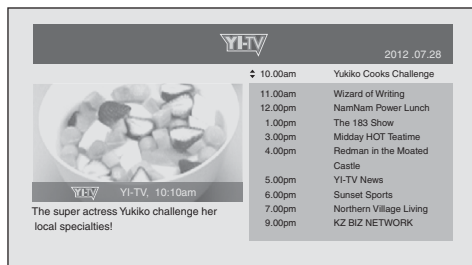 YI-TV
2012 .07.28
10.00am Yukiko Cooks Challenge
11.00am Wizard of Writing
12.00pm NamNam Power Lunch
1.00pm The 183 Show
3.00pm Midday HOT Teatime
4.00pm Redman in the Moated
Castle
5.00pm YI-TV News
6.00pm Sunset Sports
7.00pm Northern Village Living
9.00pm KZ BIZ NETWORK
YI-TV YI-TV, 10:10am
The super actress Yukiko challenge her
local specialties!